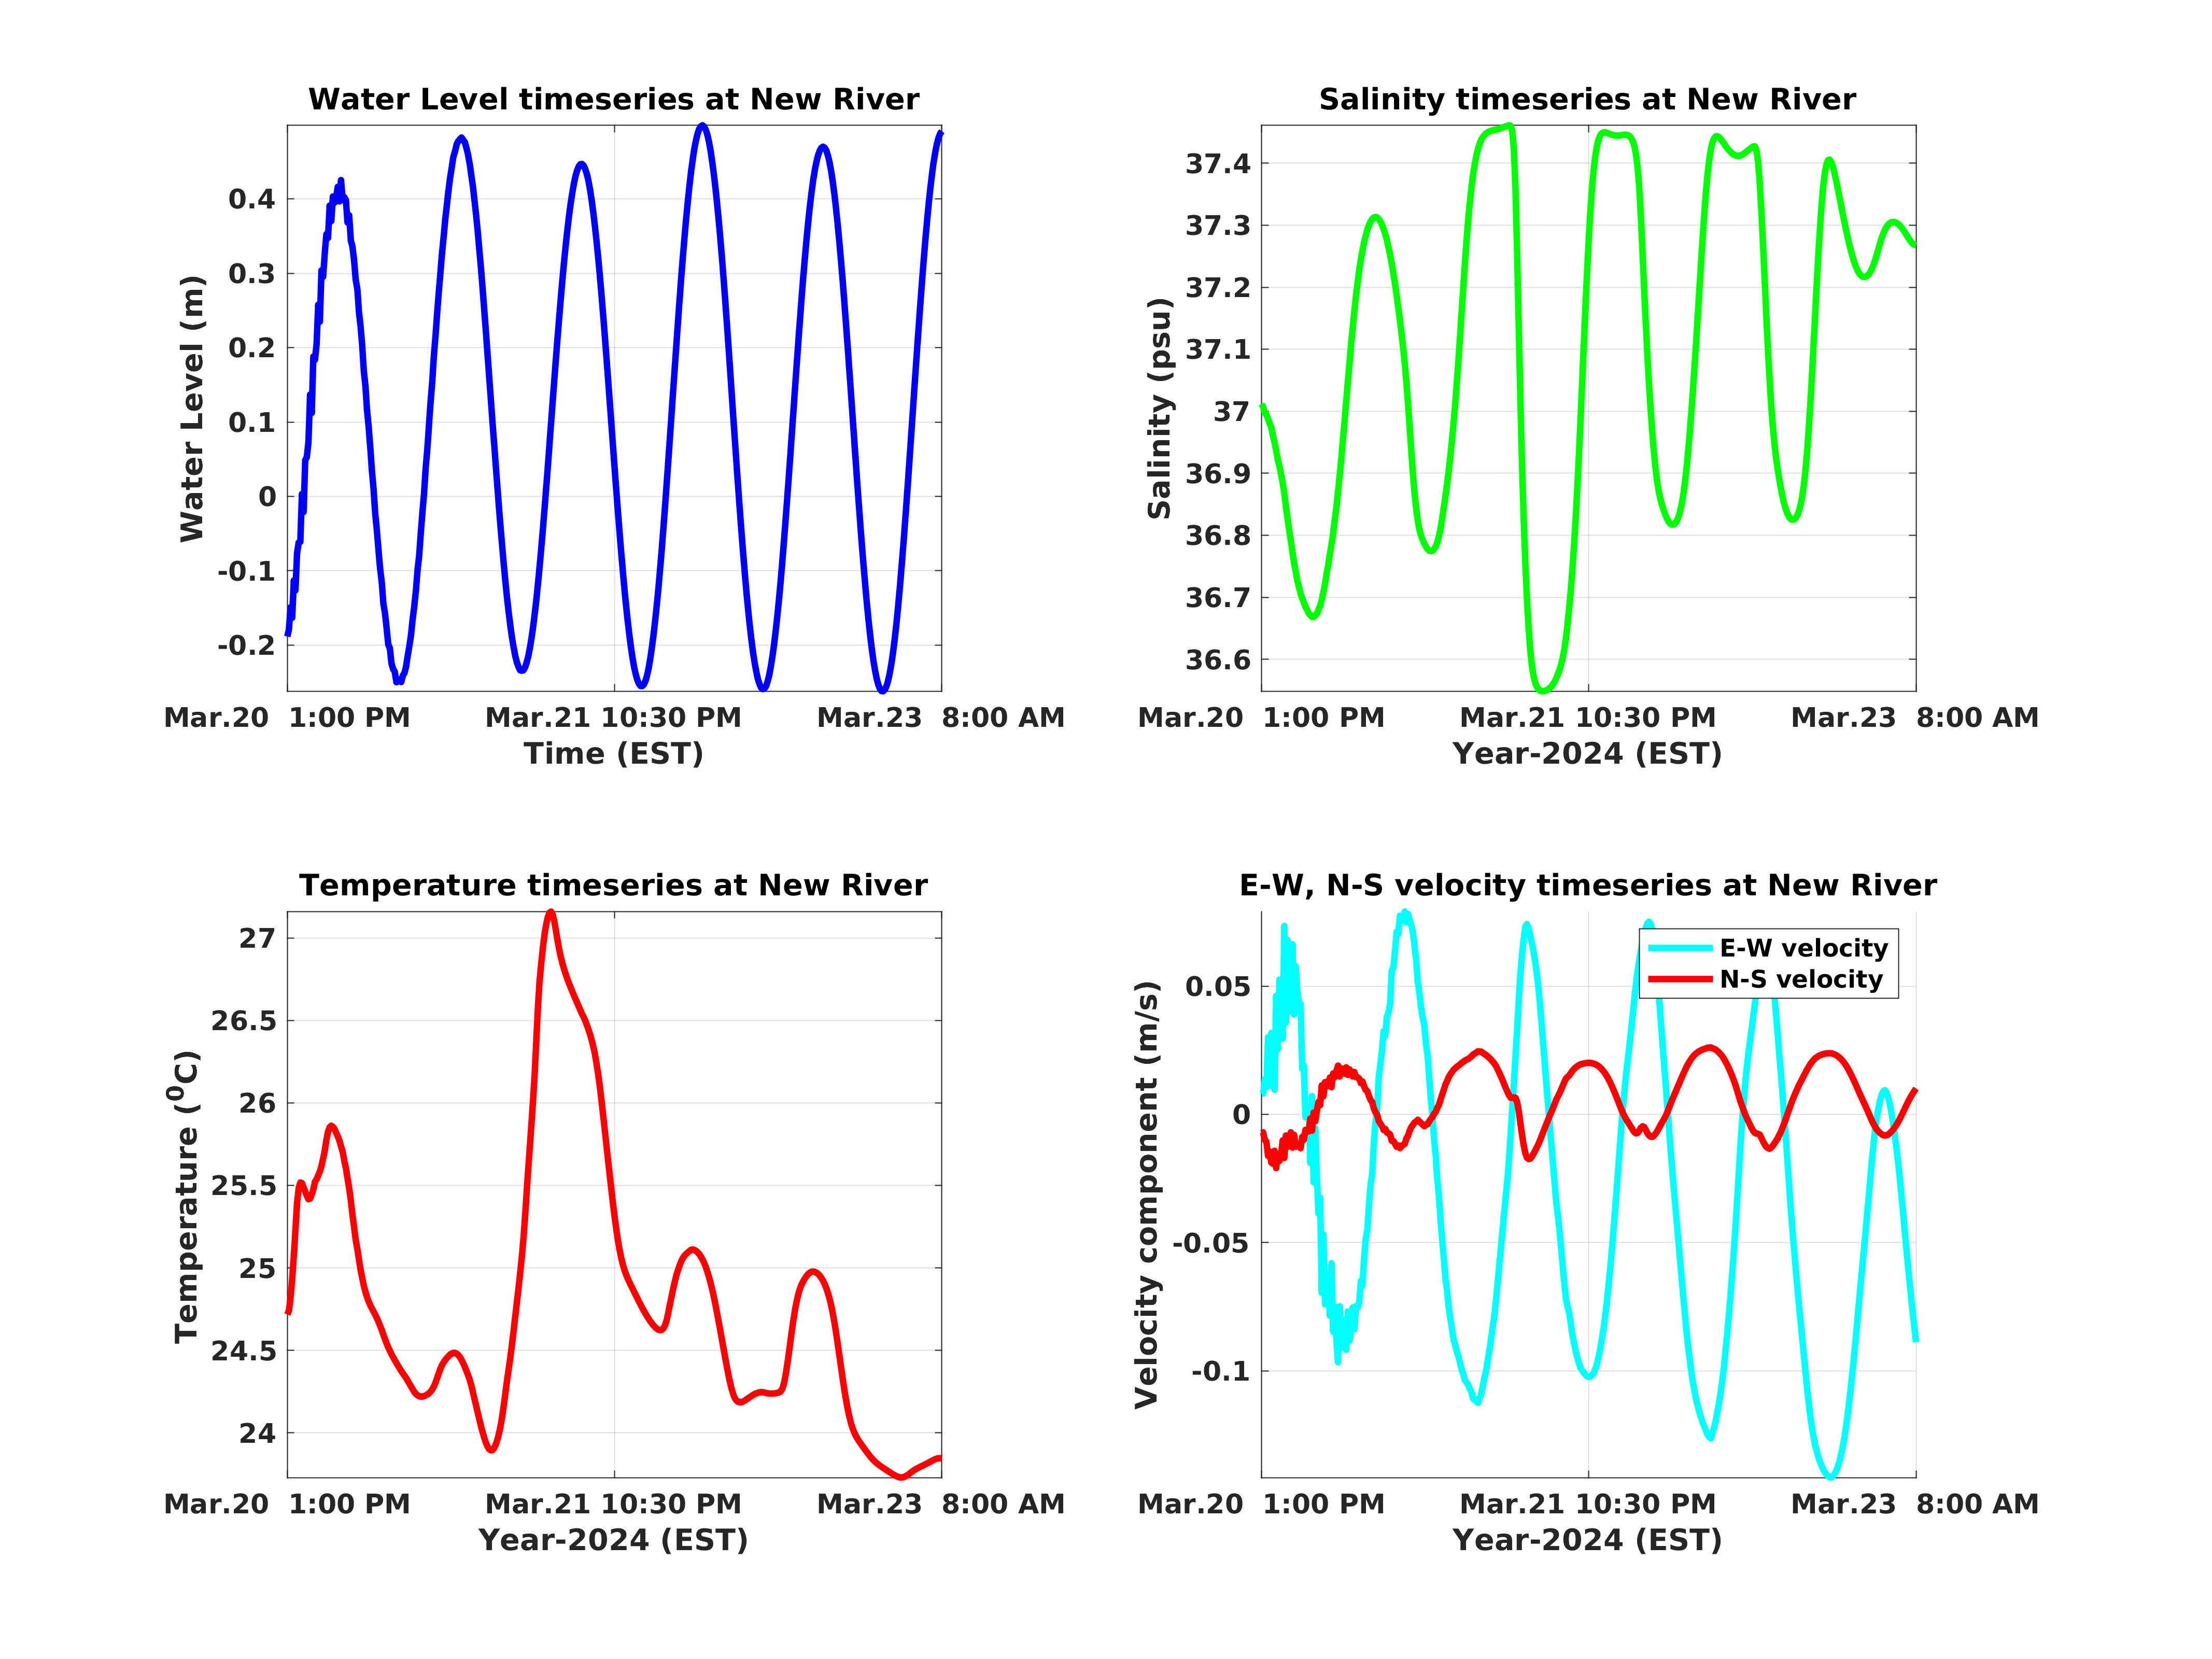 Water Level timeseries at New River
Water Level (m)
0.4
0.3
0.2
0.1
0
-0.1
-0.2
Mar.20 1:00 PM
Mar.21 10:30 PM
Mar.23 8:00 AM
Time (EST)
Salinity timeseries at New River
Salinity (psu)
37.4
37.3
37.2
37.1
37
36.9
36.8
36.7
36.6
Mar.20 1:00 PM
Mar.21 10:30 PM
Mar.23 8:00 AM
Year-2024 (EST)
Temperature timeseries at New River
Temperature (⁰C)
27
26.5
26
25.5
25
24.5
24
Mar.20 1:00 PM
Mar.21 10:30 PM
Mar.23 8:00 AM
Year-2024 (EST)
E-W, N-S velocity timeseries at New River
Velocity component (m/s)
0.05
0
-0.05
-0.1
E-W velocity
N-S velocity
Mar.20 1:00 PM
Mar.21 10:30 PM
Mar.23 8:00 AM
Year-2024 (EST)